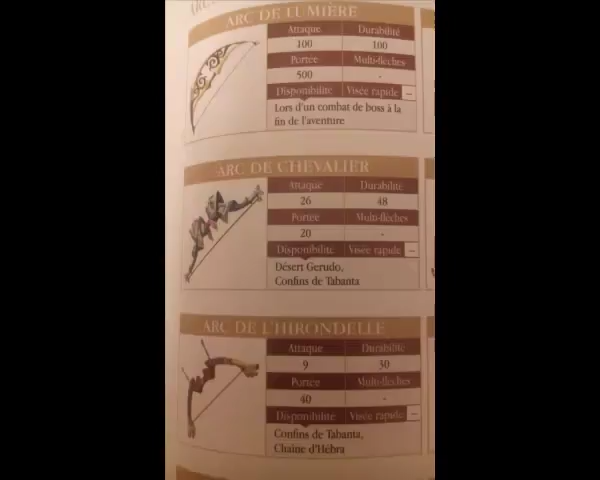 ARC DE LUMIÈRE
Attaque Durabilité
100 100
Portée Multi-flèches
500 -
Disponibilité Visée rapide –
Lors d'un combat de boss à la
fin de l'aventure
ARC DE CHEVALIER
Attaque Durabilité
26 48
Portée Multi-flèches
20 -
Disponibilité Visée rapide –
Désert Gerudo,
Confins de Tabanta
ARC DE L'HIRONDELLE
Attaque Durabilité
9 30
Portée Multi-flèches
40 -
Disponibilité Visée rapide –
Confins de Tabanta,
Chaîne d'Hébra